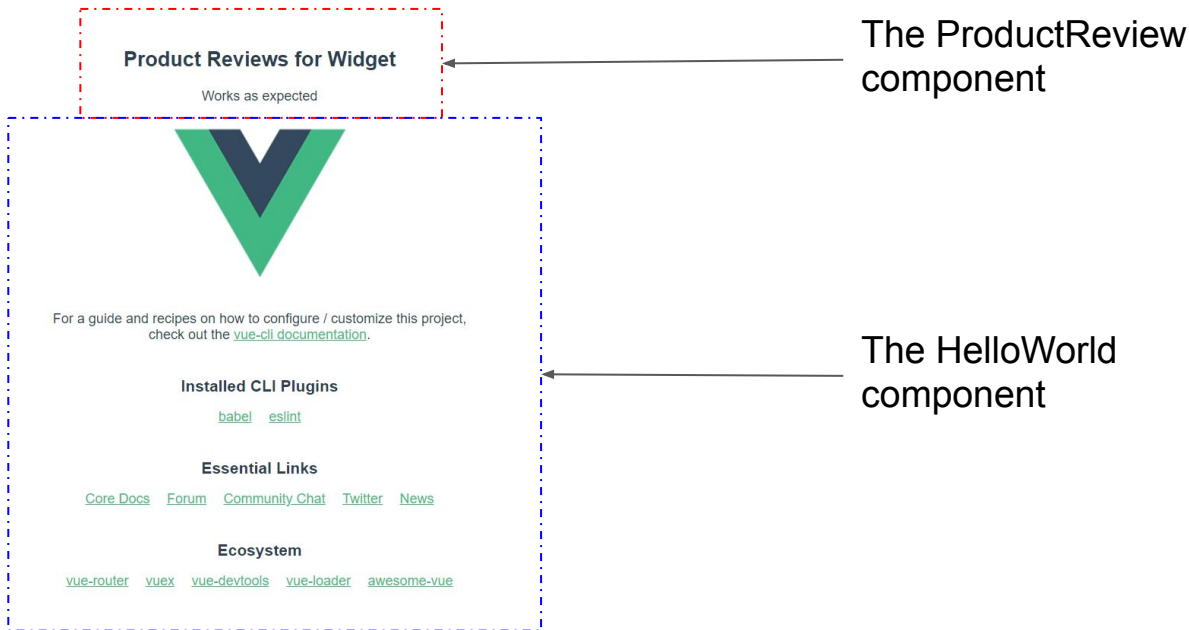 Product Reviews for Widget
Works as expected
The ProductReview
component
For a guide and recipes on how to configure / customize this project,
check out the vue-cli documentation.
Installed CLI Plugins
babel eslint
Essential Links
Core Docs Forum Community Chat Twitter News
Ecosystem
vue-router vuex vue-devtools vue-loader awesome-vue
The HelloWorld
component